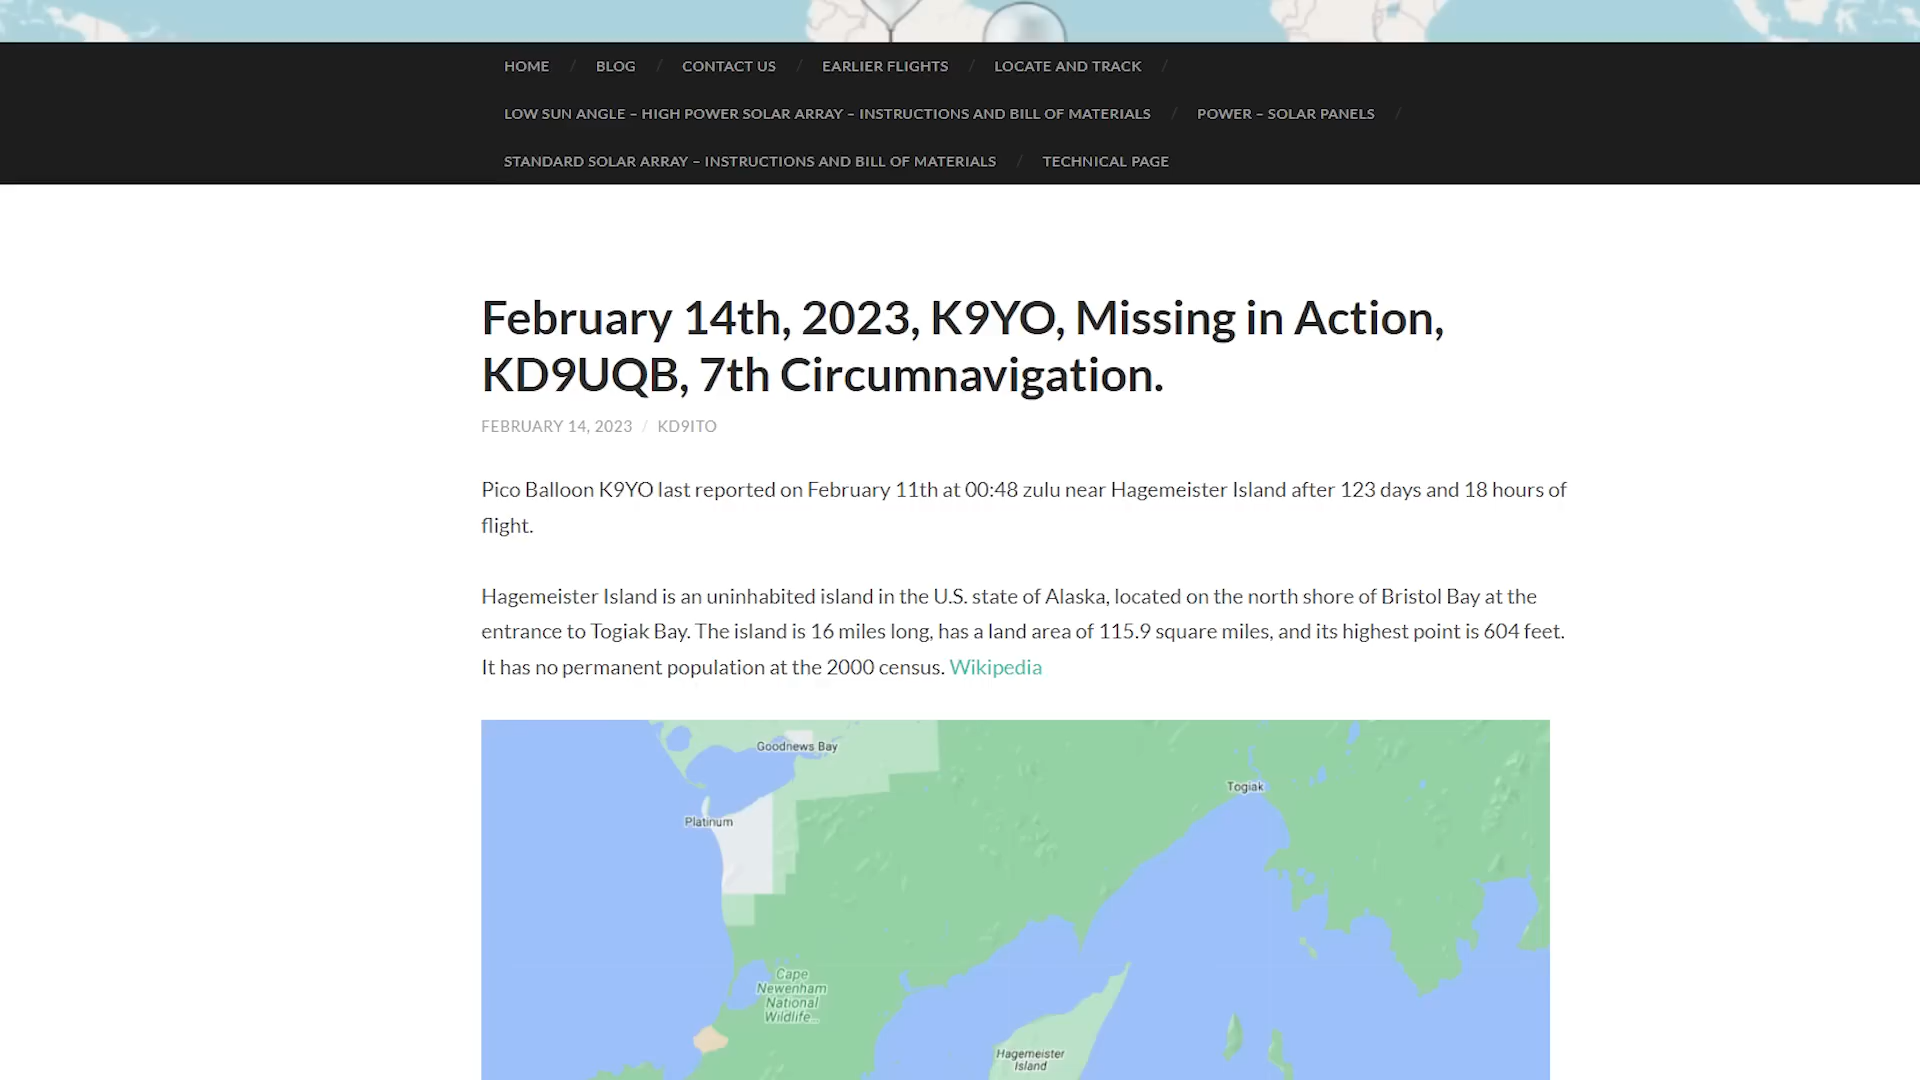 HOME / BLOG / CONTACT US / EARLIER FLIGHTS / LOCATE AND TRACK /
LOW SUN ANGLE – HIGH POWER SOLAR ARRAY – INSTRUCTIONS AND BILL OF MATERIALS / POWER – SOLAR PANELS /
STANDARD SOLAR ARRAY – INSTRUCTIONS AND BILL OF MATERIALS / TECHNICAL PAGE
February 14th, 2023, K9YO, Missing in Action,
KD9UQB, 7th Circumnavigation.
FEBRUARY 14, 2023 / KD9ITO
Pico Balloon K9YO last reported on February 11th at 00:48 zulu near Hagemeister Island after 123 days and 18 hours of
flight.
Hagemeister Island is an uninhabited island in the U.S. state of Alaska, located on the north shore of Bristol Bay at the
entrance to Togiak Bay. The island is 16 miles long, has a land area of 115.9 square miles, and its highest point is 604 feet.
It has no permanent population at the 2000 census. Wikipedia
Goodnews Bay
Togiak
Platinum
Cape
Newenham
National
Wildlife...
Hagemeister
Island